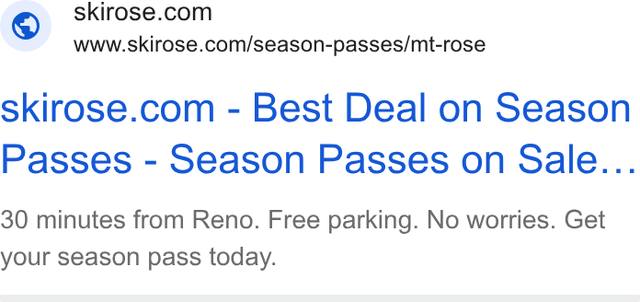 skirose.com
www.skirose.com/season-passes/mt-rose
skirose.com - Best Deal on Season
Passes - Season Passes on Sale...
30 minutes from Reno. Free parking. No worries. Get
your season pass today.